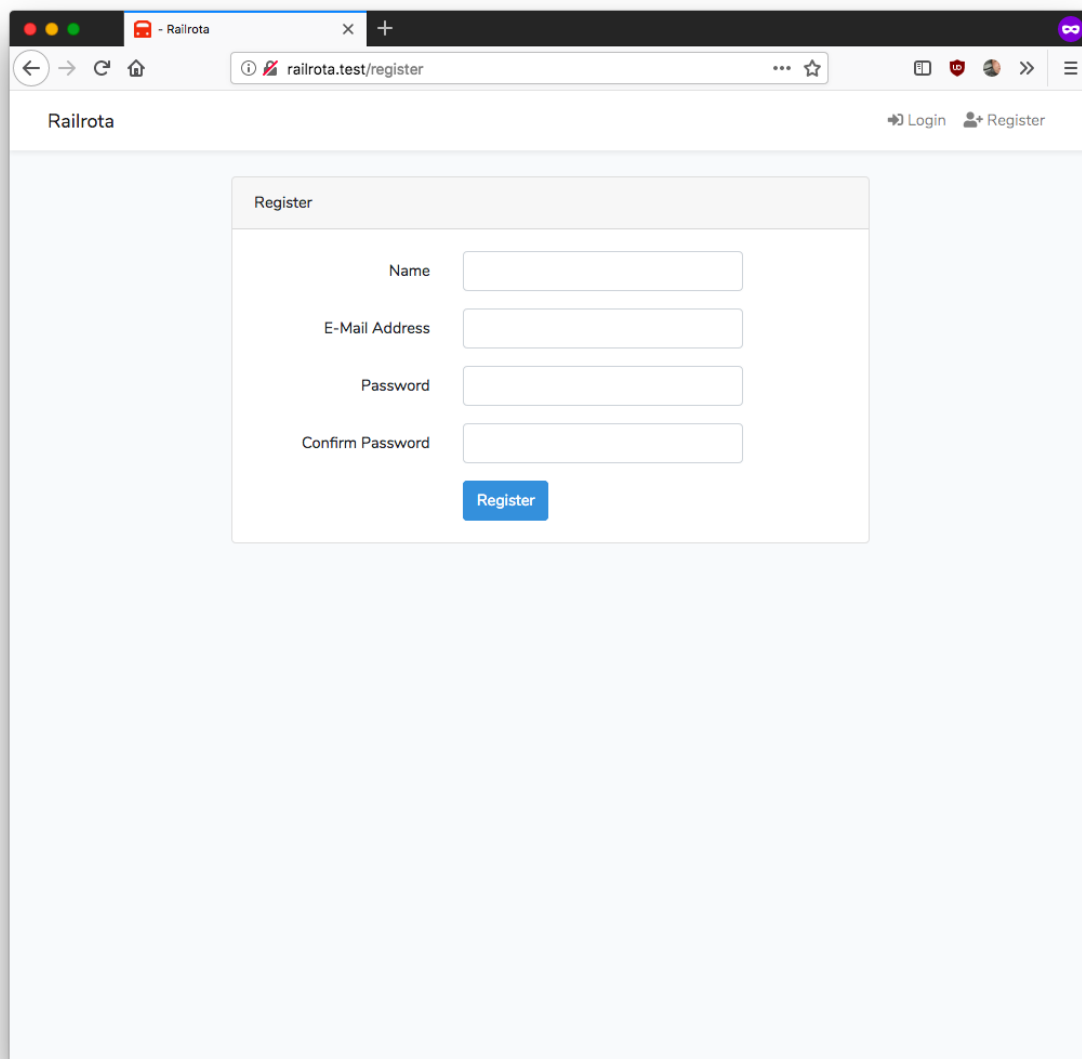 - Railrota
railrota.test/register
Railrota
Login Register
Register
Name
E-Mail Address
Password
Confirm Password
Register